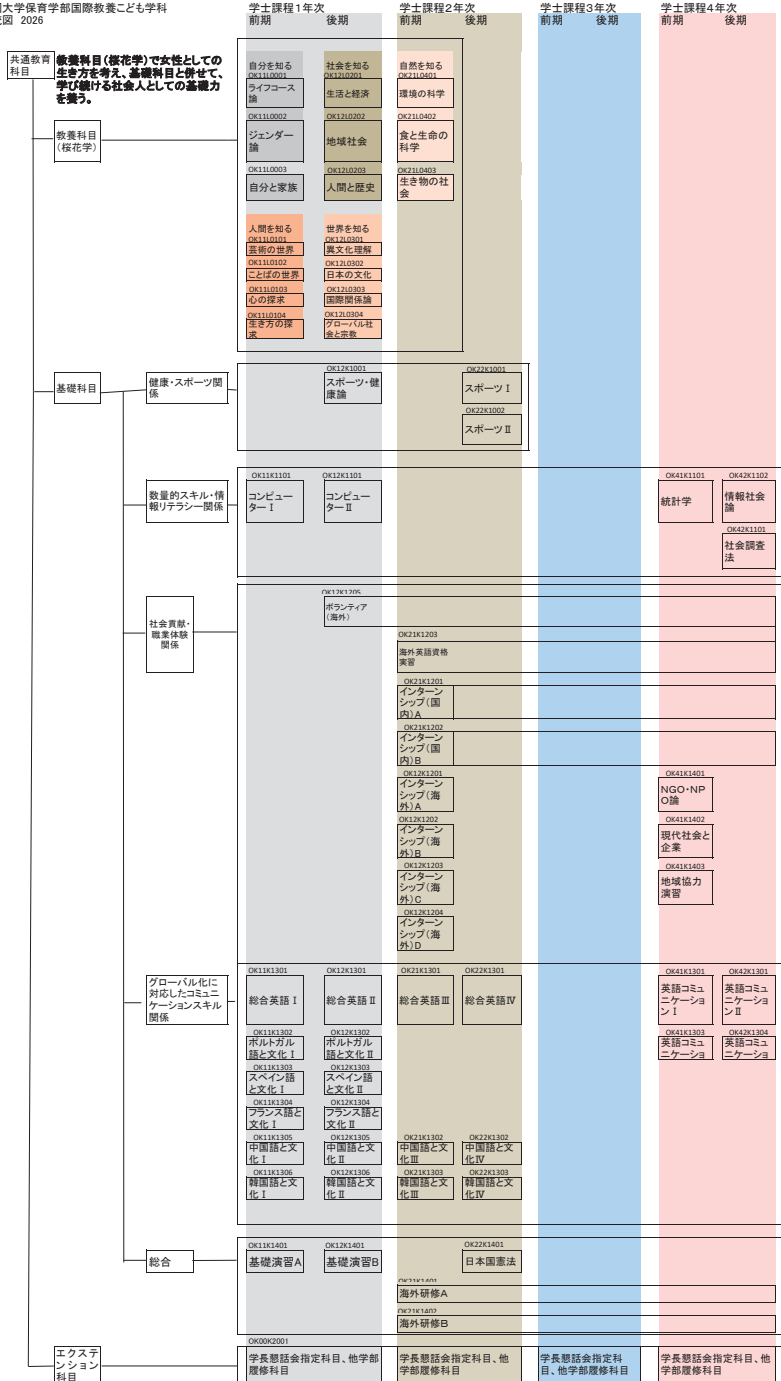 大学保育学部国際教養こども学科
図 2026
学士課程1年次
前期 後期
学士課程2年次
前期 後期
学士課程3年次
前期 後期
学士課程4年次
前期 後期
共通教育
科目
教養科目(桜花学)で女性としての
生き方を考え、基礎科目と併せて、
学び続ける社会人としての基礎力
を養う。
教養科目
(桜花学)
自分を知る
OK11L0001
ライフコース
論
OK11L0002
ジェンダー
論
OK11L0003
自分と家族
社会を知る
OK12L0201
生活と経済
OK12L0202
地域社会
OK12L0203
人間と歴史
自然を知る
OK21L0401
環境の科学
OK21L0402
食と生命の
科学
OK21L0403
生き物の社
会
人間を知る
OK11L0101
芸術の世界
OK11L0102
ことばの世界
OK11L0103
心の探求
OK11L0104
生き方の探
求
世界を知る
OK12L0301
異文化理解
OK12L0302
日本の文化
OK12L0303
国際関係論
OK12L0304
グローバル社
会と宗教
基礎科目
健康・スポーツ関
係
OK12K1001
スポーツ・健
康論
OK22K1001
スポーツⅠ
OK22K1002
スポーツⅡ
数量的スキル・情
報リテラシー関係
OK11K1101
コンピュー
ターⅠ
OK12K1101
コンピュー
ターⅡ
OK41K1101
統計学
OK42K1102
情報社会
論
OK42K1101
社会調査
法
社会貢献・
職業体験
関係
OK12K1205
ボランティア
(海外)
OK21K1203
海外英語資格
実習
OK21K1201
インターン
シップ(国
内)A
OK21K1202
インターン
シップ(国
内)B
OK12K1201
インターン
シップ(海
外)A
OK12K1202
インターン
シップ(海
外)B
OK12K1203
インターン
シップ(海
外)C
OK12K1204
インターン
シップ(海
外)D
OK41K1401
NGO・NP
O論
OK41K1402
現代社会と
企業
OK41K1403
地域協力
演習
グローバル化に
対応したコミュニ
ケーションスキル
関係
OK11K1301
総合英語Ⅰ
OK12K1301
総合英語Ⅱ
OK21K1301
総合英語Ⅲ
OK22K1301
総合英語Ⅳ
OK41K1301
英語コミュ
ニケーショ
ンⅠ
OK42K1301
英語コミュ
ニケーショ
ンⅡ
OK11K1302
ポルトガル
語と文化Ⅰ
OK12K1302
ポルトガル
語と文化Ⅱ
OK41K1303
英語コミュ
ニケーショ
OK42K1304
英語コミュ
ニケーショ
OK11K1303
スペイン語
と文化Ⅰ
OK12K1303
スペイン語
と文化Ⅱ
OK11K1304
フランス語と
文化Ⅰ
OK12K1304
フランス語と
文化Ⅱ
OK11K1305
中国語と文
化Ⅰ
OK12K1305
中国語と文
化Ⅱ
OK21K1302
中国語と文
化Ⅲ
OK22K1302
中国語と文
化Ⅳ
OK11K1306
韓国語と文
化Ⅰ
OK12K1306
韓国語と文
化Ⅱ
OK21K1303
韓国語と文
化Ⅲ
OK22K1303
韓国語と文
化Ⅳ
総合
OK11K1401
基礎演習A
OK12K1401
基礎演習B
OK22K1401
日本国憲法
OK21K1401
海外研修A
OK21K1402
海外研修B
エクステ
ンション
科目
OK00K2001
学長懇話会指定科目、他学部
履修科目
学長懇話会指定科目、他
学部履修科目
学長懇話会指定科
目、他学部履修科目
学長懇話会指定科目、他
学部履修科目